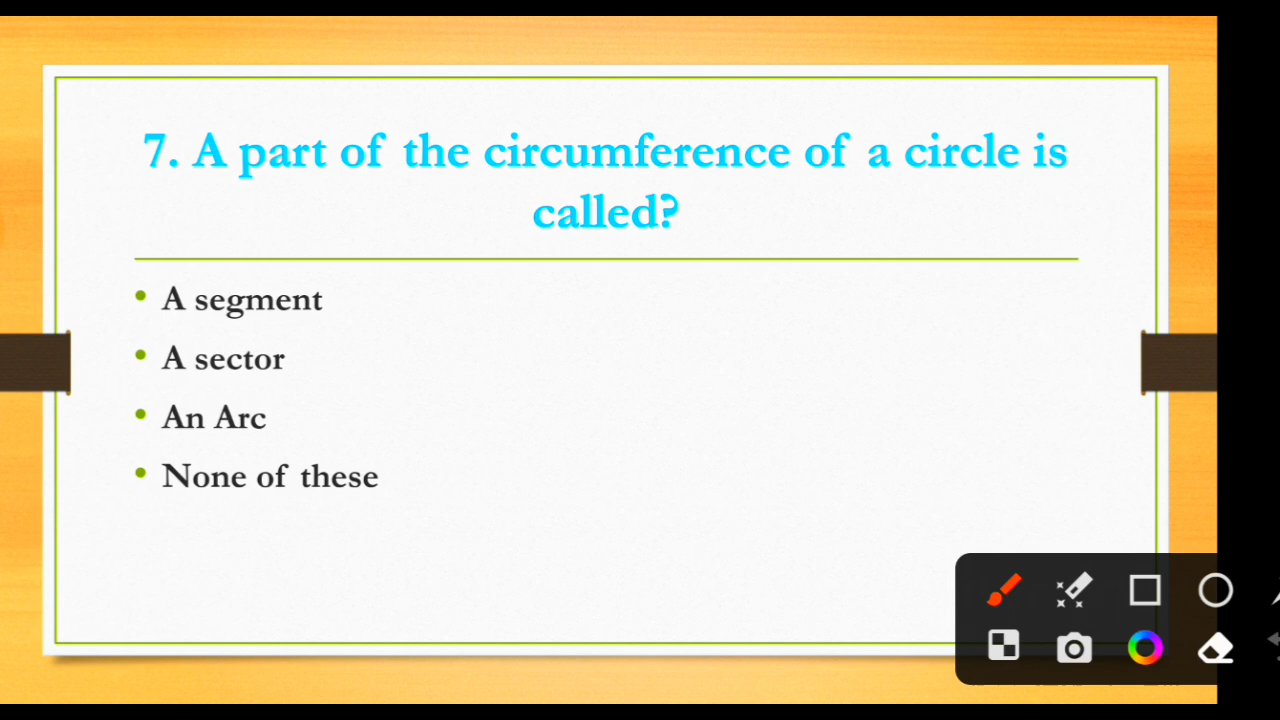 7. A part of the circumference of a circle is
called?
A segment
A sector
An Arc
None of these